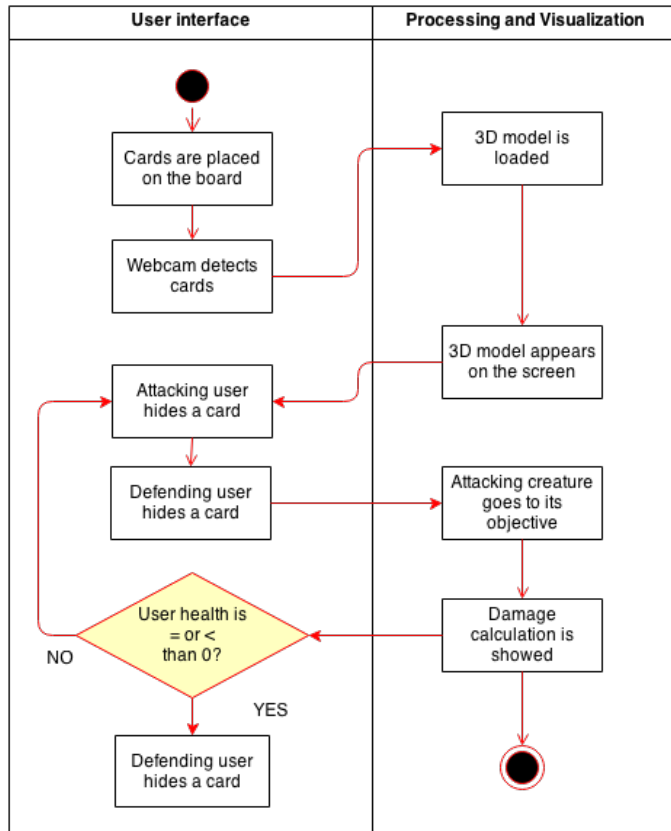 User interface
Processing and Visualization
Cards are placed
on the board
3D model is
loaded
Webcam detects
cards
3D model appears
on the screen
Attacking user
hides a card
Defending user
hides a card
Attacking creature
goes to its
objective
User health is
= or <
than 0?
Damage
calculation is
showed
NO
YES
Defending user
hides a card